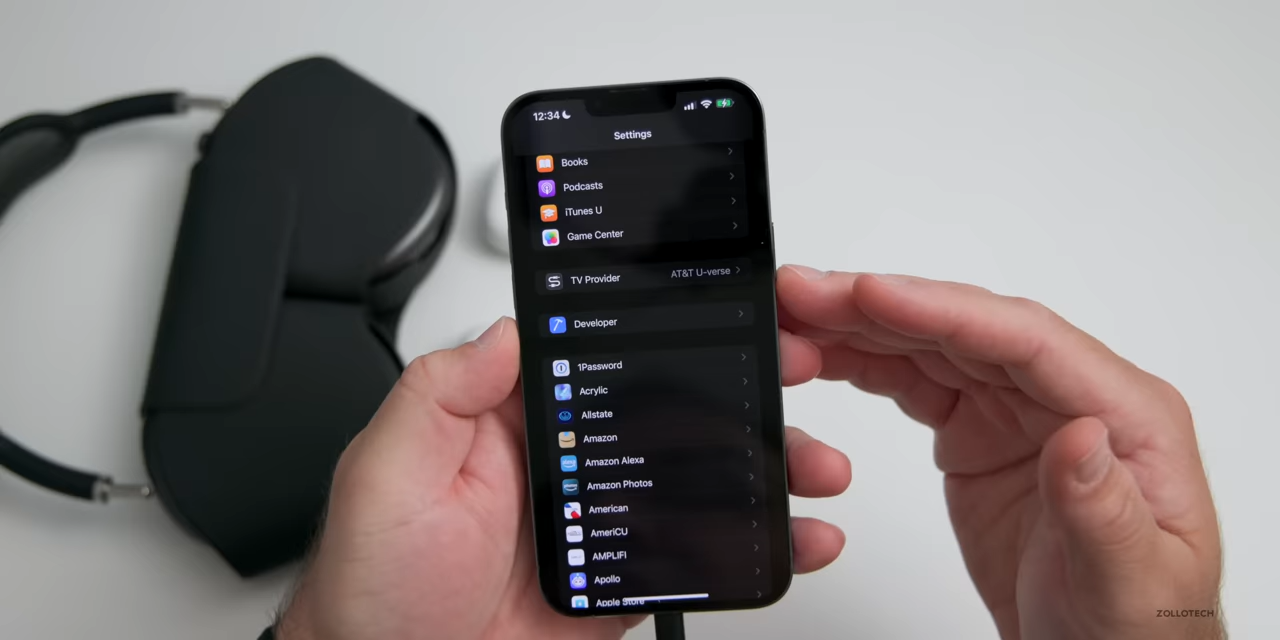 12:34
Settings
Books
Podcasts
iTunes U
Game Center
TV Provider AT&T U-verse
Developer
1Password
Acrylic
Allstate
Amazon
Amazon Alexa
Amazon Photos
American
AmeriCU
AMPLIFI
Apollo
Apple Store
ZOLLOTECH